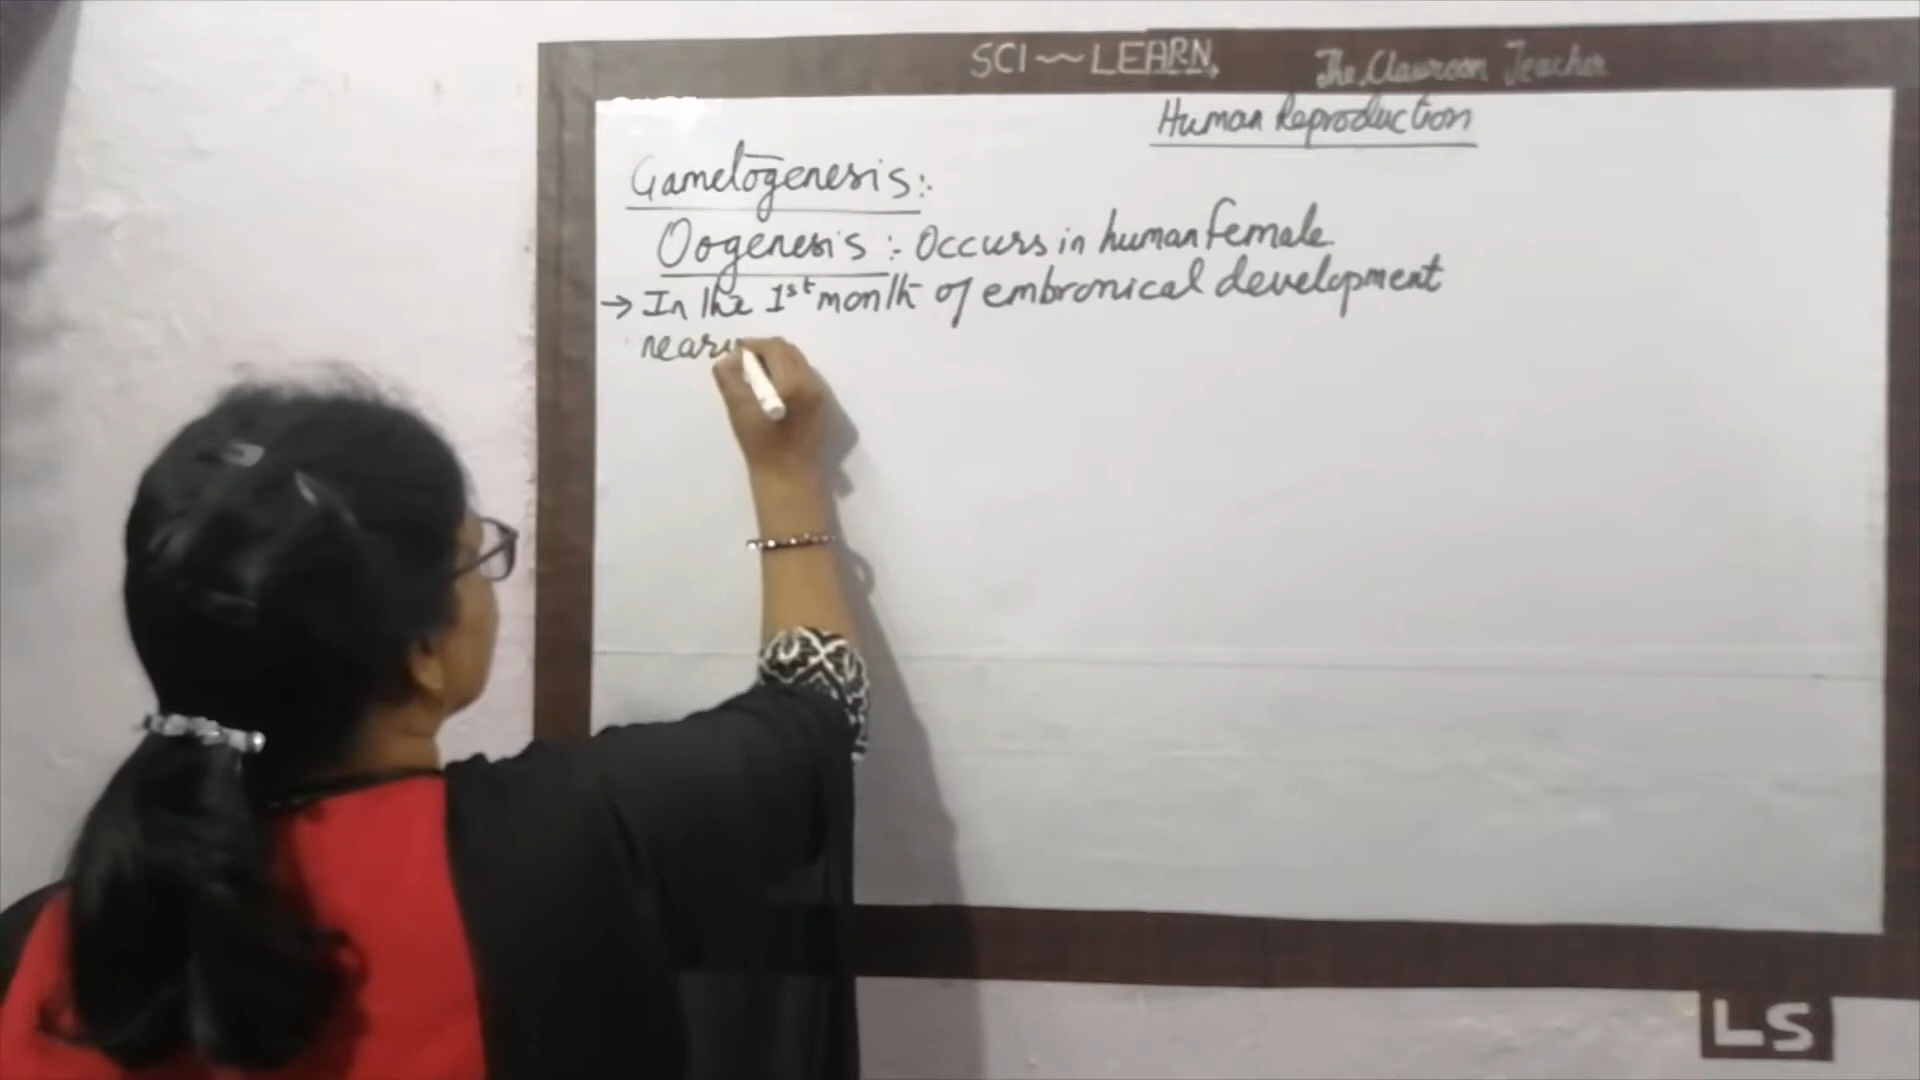 SCI~~LEARN.
The Classroom Teacher
Human Reproduction
Gametogenesis:-
Oogenesis :- Occurs in human female
→ In the 1st month of embronical development
LS